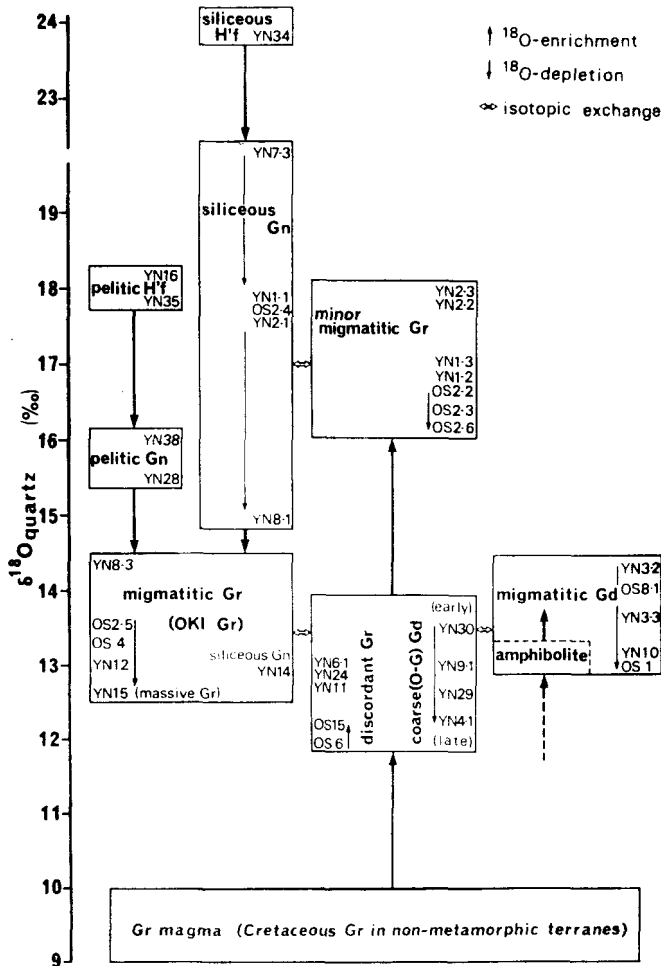 24
23
19
18
17
16
15
14
13
12
11
10
9
δ¹⁸Oquartz (‰)
↑ ¹⁸O-enrichment
↓ ¹⁸O-depletion
⇔ isotopic exchange
siliceous
H'f YN34
YN7·3
siliceous
Gn
YN1·1
OS2·4
YN2·1
YN8·1
YN16
pelitic H'f
YN35
YN38
pelitic Gn
YN28
YN2·3
YN2·2
minor
migmatitic Gr
YN1·3
YN1·2
OS2·2
OS2·3
OS2·6
YN8·3
migmatitic Gr
(OKI Gr)
OS2·5
OS 4
YN12
siliceous Gn
YN14
YN15 (massive Gr)
YN6·1
YN24
YN11
OS15
OS 6
discordant Gr
coarse(O-G) Gd
(early)
YN30
YN9·1
YN29
YN4·1
(late)
YN3·2
migmatitic Gd
OS8·1
YN3·3
amphibolite
YN10
OS 1
Gr magma (Cretaceous Gr in non-metamorphic terranes)